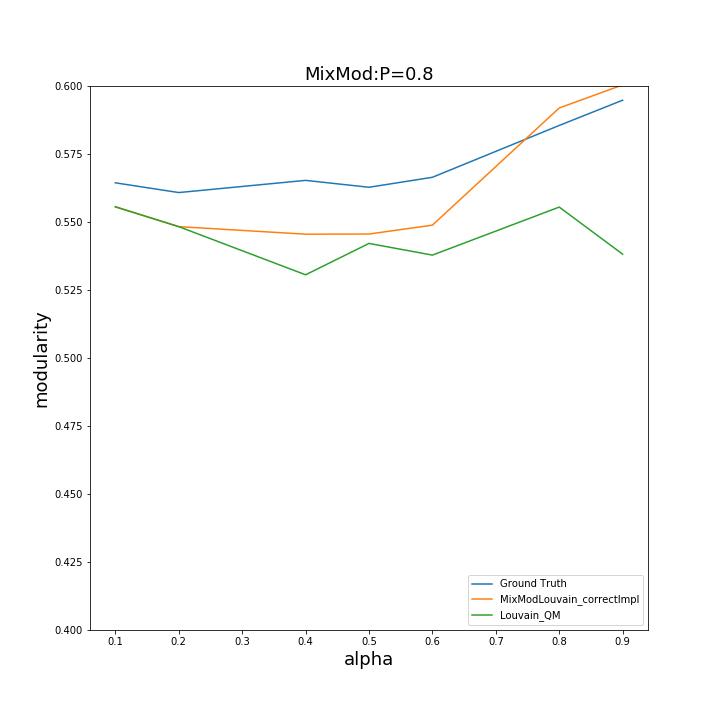 MixMod:P=0.8
0.600
0.575
0.550
0.525
0.500
0.475
0.450
0.425
0.400
modularity
Ground Truth
MixModLouvain_correctImpl
Louvain_QM
0.1 0.2 0.3 0.4 0.5 0.6 0.7 0.8 0.9
alpha